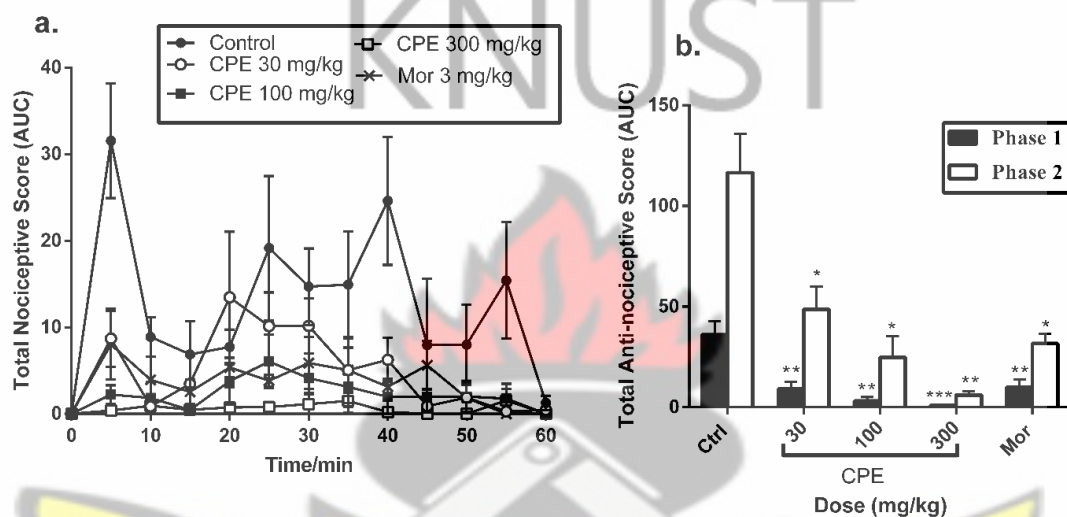 KNUST
a.
Control
CPE 30 mg/kg
CPE 100 mg/kg
CPE 300 mg/kg
Mor 3 mg/kg
Total Nociceptive Score (AUC)
40
30
20
10
0
0 10 20 30 40 50 60
Time/min
b.
Phase 1
Phase 2
Total Anti-nociceptive Score (AUC)
150
100
50
0
** * ** * *** ** ** *
Ctrl 30 100 300 Mor
CPE
Dose (mg/kg)